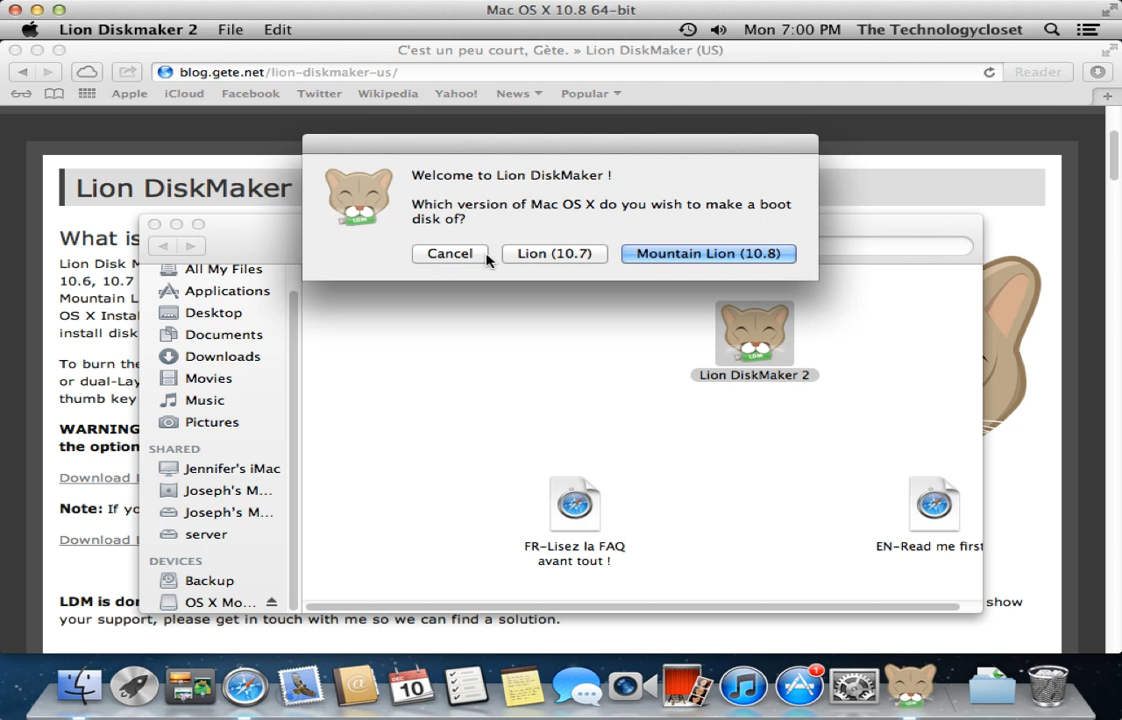 Mac OS X 10.8 64-bit
Lion Diskmaker 2 File Edit Mon 7:00 PM The Technologycloset
C'est un peu court, Gète. » Lion DiskMaker (US)
blog.gete.net/lion-diskmaker-us/ Reader
Apple iCloud Facebook Twitter Wikipedia Yahoo! News Popular
Welcome to Lion DiskMaker !
Which version of Mac OS X do you wish to make a boot
disk of?
Cancel Lion (10.7) Mountain Lion (10.8)
Lion DiskMaker
What is
Lion Disk M
10.6, 10.7
Mountain L
OS X Insta
install disk
To burn the
or dual-Lay
thumb key
WARNING
the option
Download
Note: If yo
Download
LDM is do show
your support, please get in touch with me so we can find a solution.
All My Files
Applications
Desktop
Documents
Downloads
Movies
Music
Pictures
SHARED
Jennifer's iMac
Joseph's M...
Joseph's M...
server
DEVICES
Backup
OS X Mo...
LDM
Lion DiskMaker 2
FR-Lisez la FAQ
avant tout !
EN-Read me first
DEC
10
1